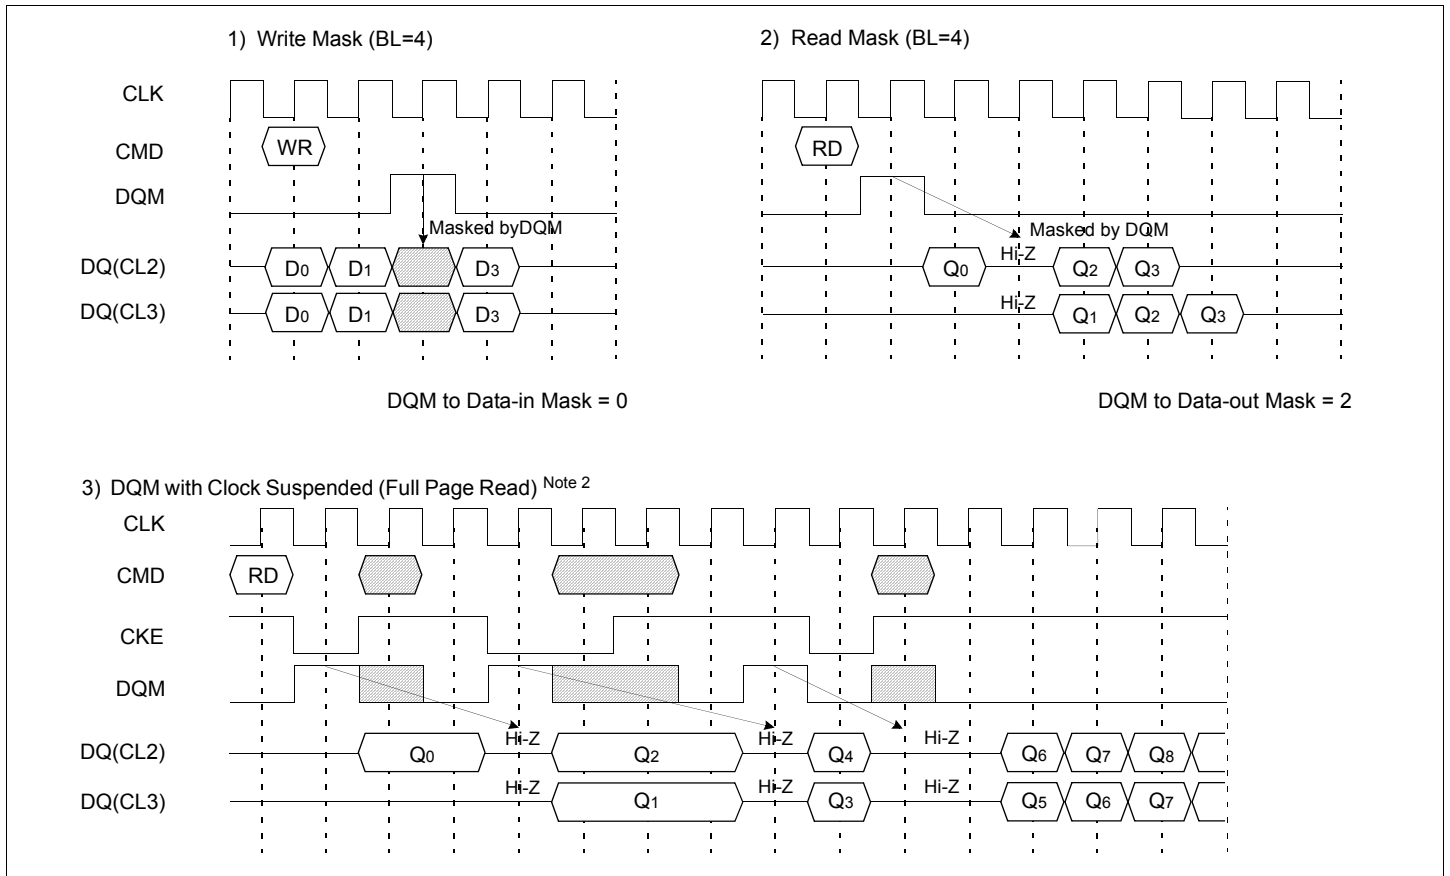 1) Write Mask (BL=4)
2) Read Mask (BL=4)
CLK
CMD WR RD
DQM
Masked byDQM
Masked by DQM
DQ(CL2) D0 D1 D3 Q0 Hi-Z Q2 Q3
DQ(CL3) D0 D1 D3 Hi-Z Q1 Q2 Q3
DQM to Data-in Mask = 0
DQM to Data-out Mask = 2
3) DQM with Clock Suspended (Full Page Read) Note 2
CLK
CMD RD
CKE
DQM
DQ(CL2) Q0 Hi-Z Q2 Hi-Z Q4 Hi-Z Q6 Q7 Q8
DQ(CL3) Hi-Z Q1 Hi-Z Q3 Hi-Z Q5 Q6 Q7